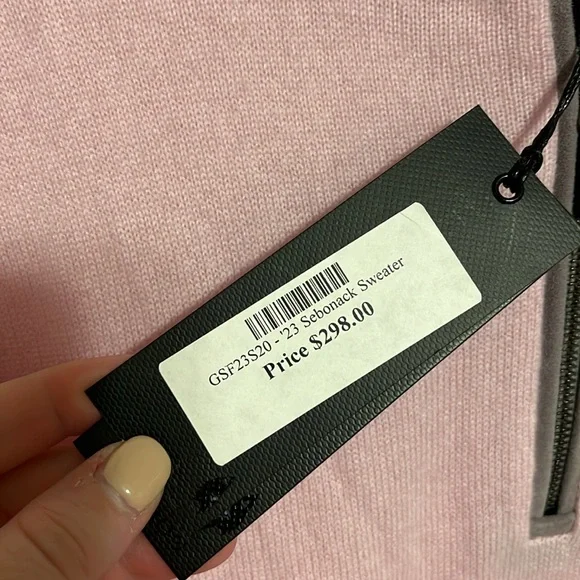 GSF23S20 - '23 Sebonack Sweater
Price $298.00